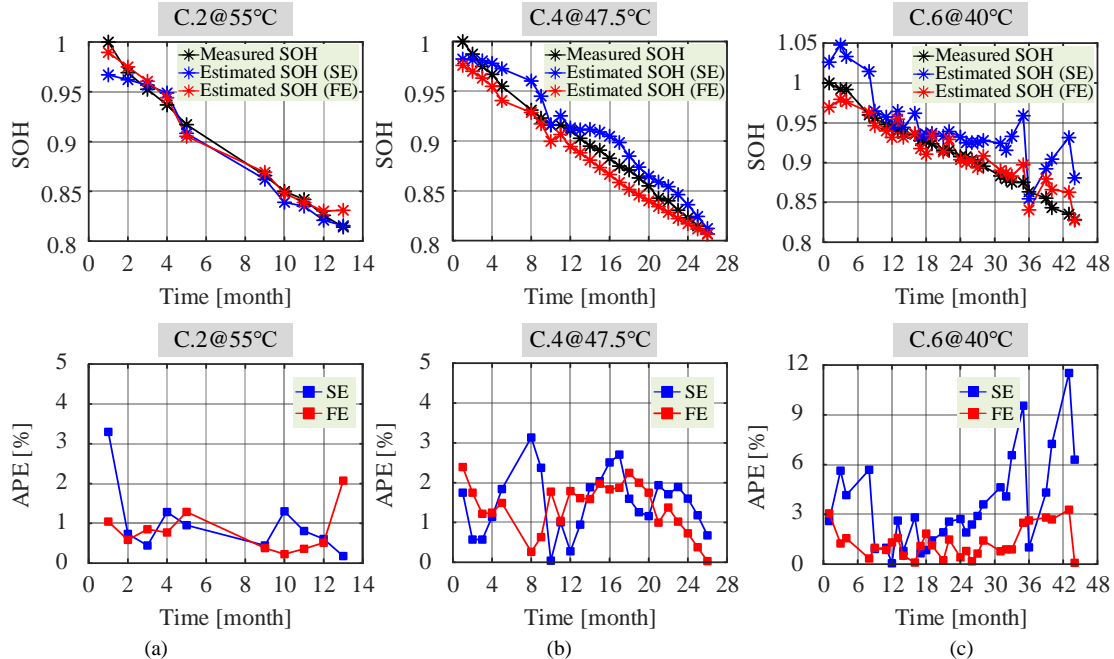 C.2@55°C
C.4@47.5°C
C.6@40°C
SOH
1
0.95
0.9
0.85
0.8
Measured SOH
Estimated SOH (SE)
Estimated SOH (FE)
0 2 4 6 8 10 12 14
Time [month]
SOH
1
0.95
0.9
0.85
0.8
Measured SOH
Estimated SOH (SE)
Estimated SOH (FE)
0 4 8 12 16 20 24 28
Time [month]
SOH
1.05
1
0.95
0.9
0.85
0.8
Measured SOH
Estimated SOH (SE)
Estimated SOH (FE)
0 6 12 18 24 30 36 42 48
Time [month]
C.2@55°C
C.4@47.5°C
C.6@40°C
APE [%]
5
4
3
2
1
0
SE
FE
0 2 4 6 8 10 12 14
Time [month]
APE [%]
5
4
3
2
1
0
SE
FE
0 4 8 12 16 20 24 28
Time [month]
APE [%]
12
9
6
3
0
SE
FE
0 6 12 18 24 30 36 42 48
Time [month]
(a)
(b)
(c)